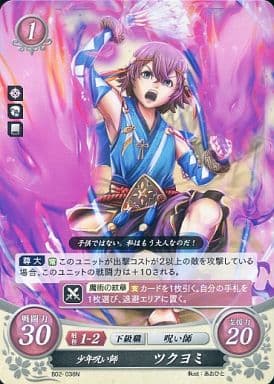 1
子供ではない。私はもう大人なのだ！
尊大 常 このユニットが出撃コストが2以上の敵を攻撃している場合、このユニットの戦闘力は＋10される。
魔術の紋章 攻 カードを1枚引く。自分の手札を1枚選び、退避エリアに置く。
戦闘力 30
射程 1-2 下級職 呪い師
支援力 20
少年呪い師 ツクヨミ
B02-038N
Illust：あおひと